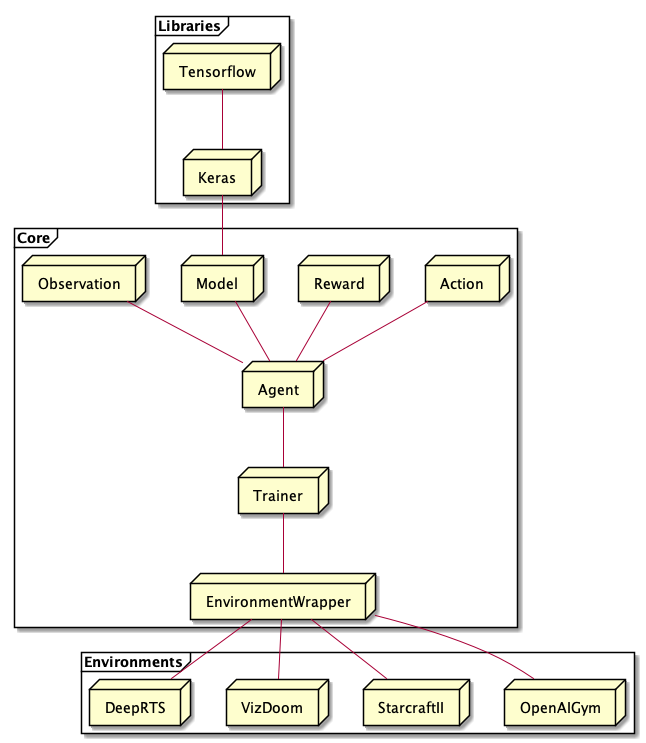 Libraries
Tensorflow
Keras
Core
Observation
Model
Reward
Action
Agent
Trainer
EnvironmentWrapper
Environments
DeepRTS
VizDoom
StarcraftII
OpenAIGym